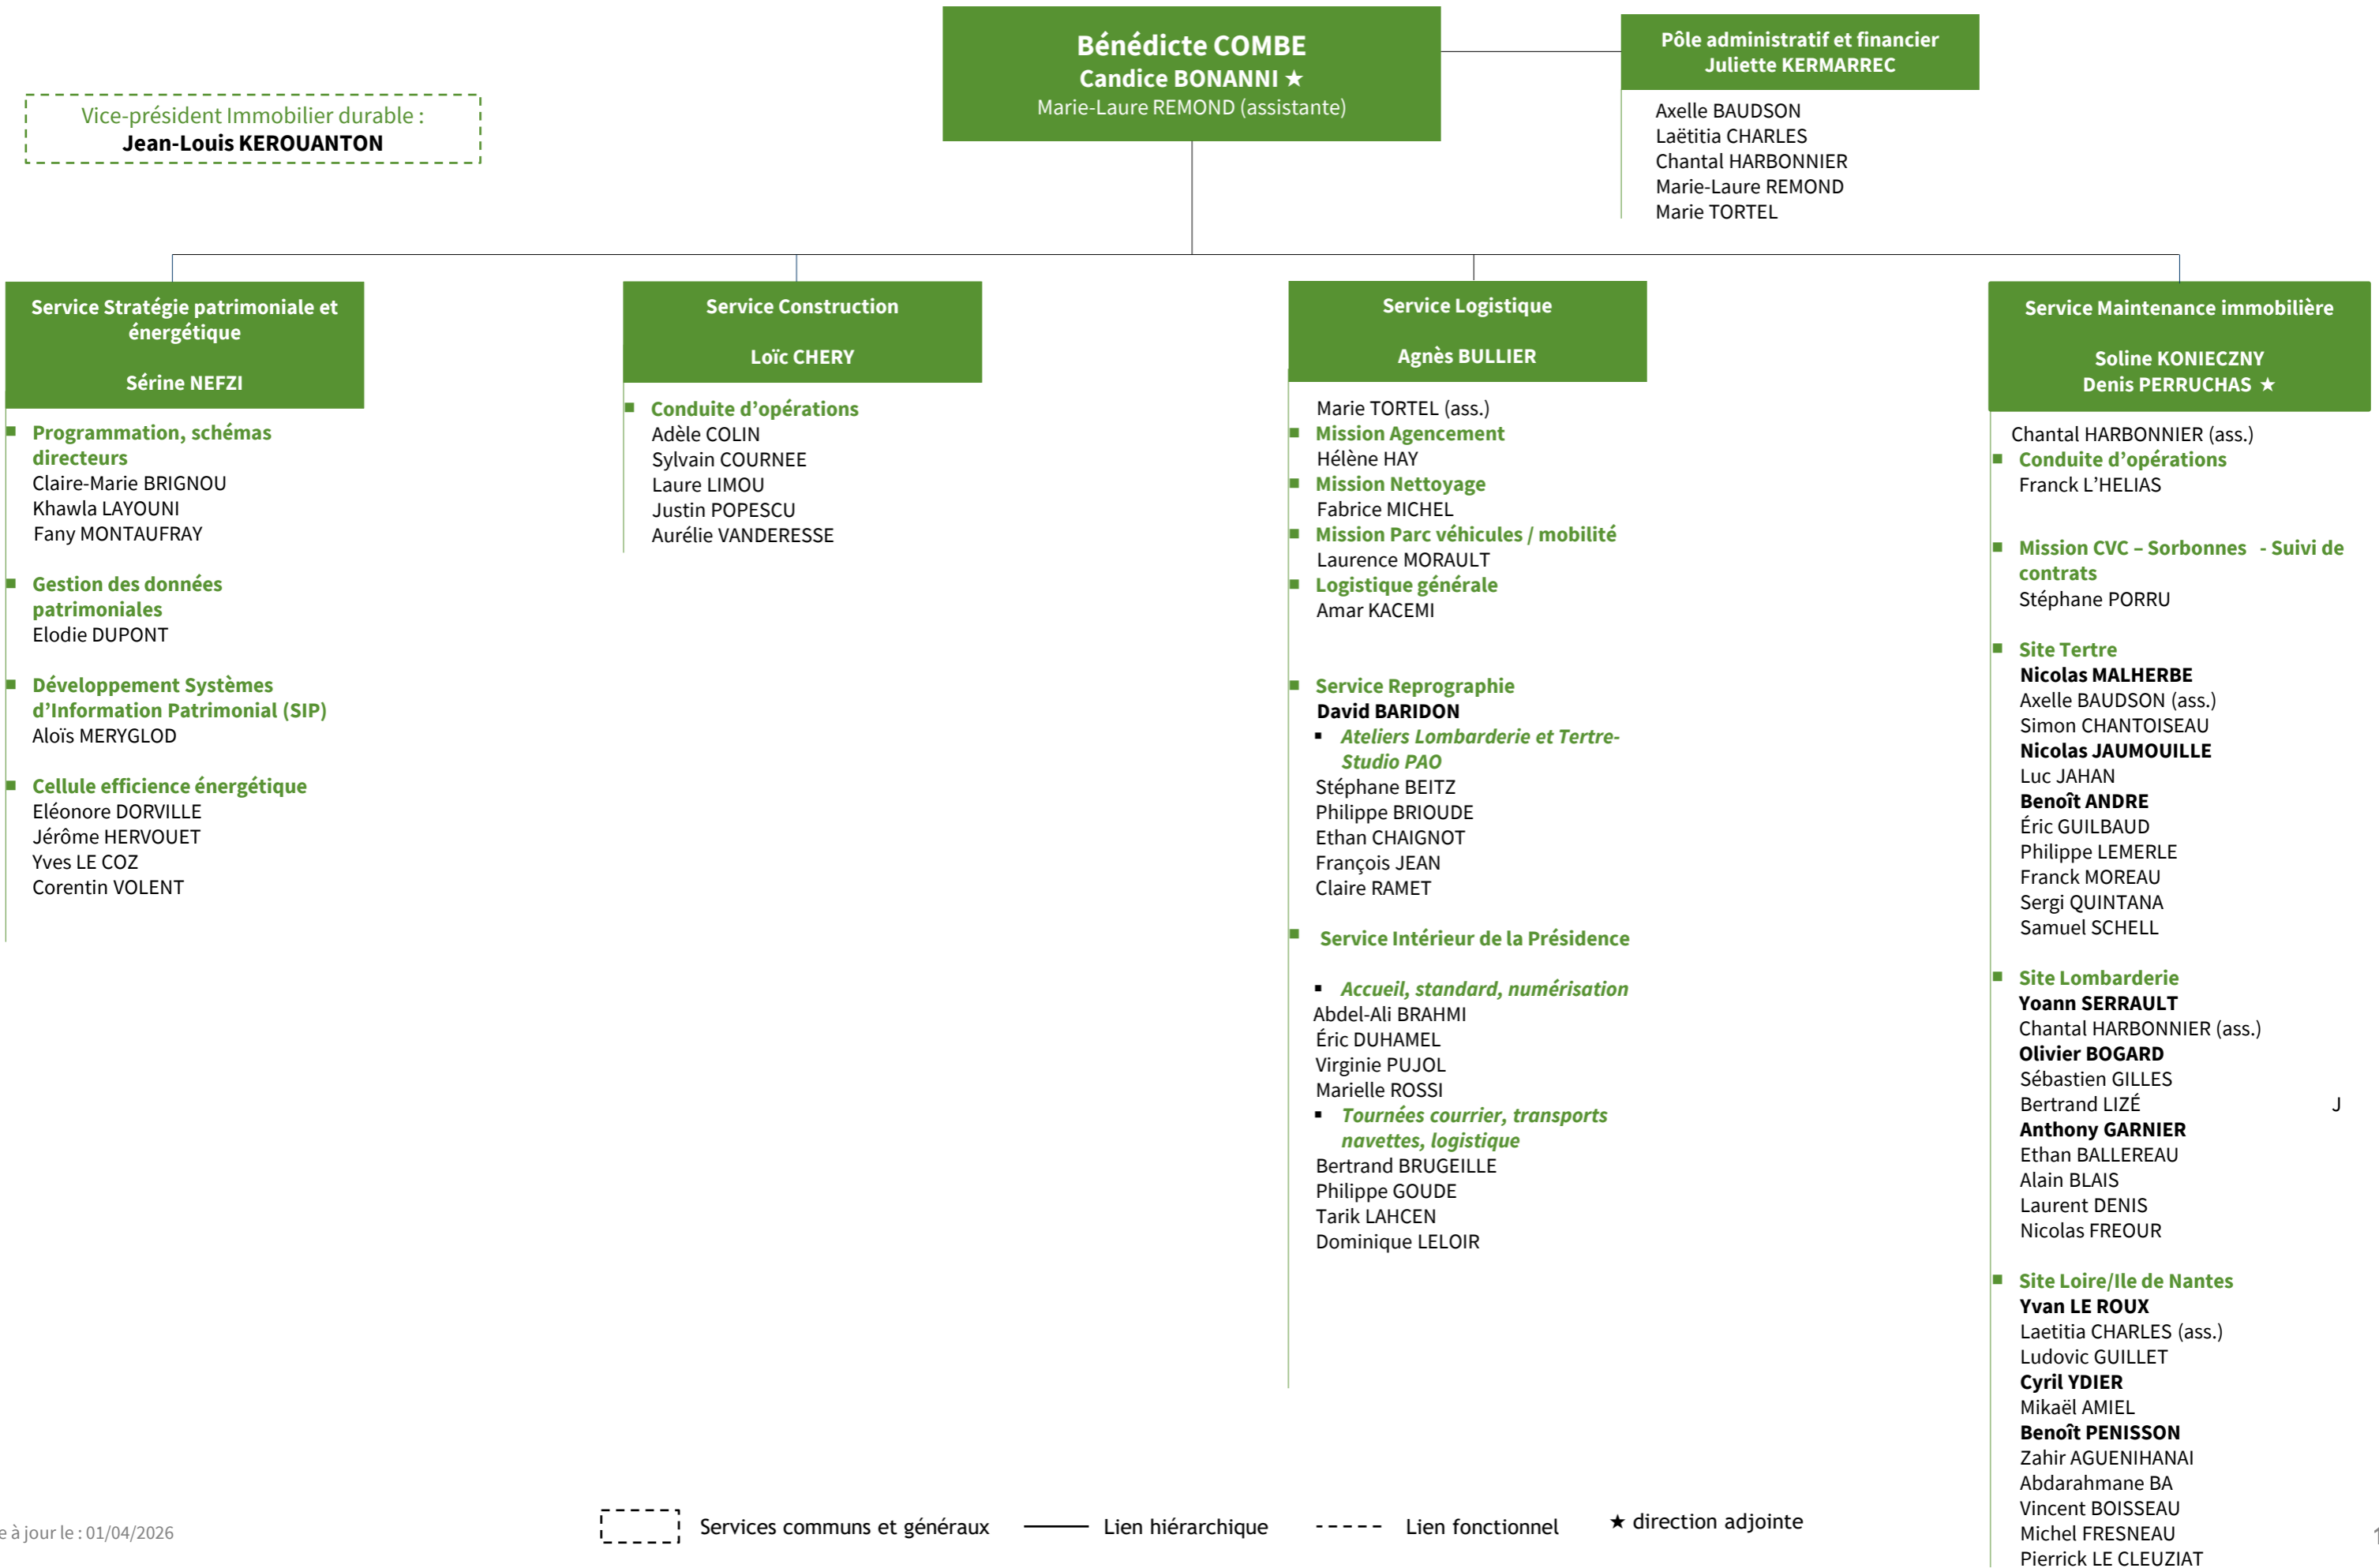 Bénédicte COMBE
Candice BONANNI ★
Marie-Laure REMOND (assistante)
Pôle administratif et financier
Juliette KERMARREC
Axelle BAUDSON
Laëtitia CHARLES
Chantal HARBONNIER
Marie-Laure REMOND
Marie TORTEL
Vice-président Immobilier durable :
Jean-Louis KEROUANTON
Service Stratégie patrimoniale et
énergétique
Sérine NEFZI
Programmation, schémas
directeurs
Claire-Marie BRIGNOU
Khawla LAYOUNI
Fany MONTAUFRAY
Gestion des données
patrimoniales
Elodie DUPONT
Développement Systèmes
d’Information Patrimonial (SIP)
Aloïs MERYGLOD
Cellule efficience énergétique
Eléonore DORVILLE
Jérôme HERVOUET
Yves LE COZ
Corentin VOLENT
Service Construction
Loïc CHERY
Conduite d’opérations
Adèle COLIN
Sylvain COURNEE
Laure LIMOU
Justin POPESCU
Aurélie VANDERESSE
Service Logistique
Agnès BULLIER
Marie TORTEL (ass.)
Mission Agencement
Hélène HAY
Mission Nettoyage
Fabrice MICHEL
Mission Parc véhicules / mobilité
Laurence MORAULT
Logistique générale
Amar KACEMI
Service Reprographie
David BARIDON
Ateliers Lombarderie et Tertre-
Studio PAO
Stéphane BEITZ
Philippe BRIOUDE
Ethan CHAIGNOT
François JEAN
Claire RAMET
Service Intérieur de la Présidence
Accueil, standard, numérisation
Abdel-Ali BRAHMI
Éric DUHAMEL
Virginie PUJOL
Marielle ROSSI
Tournées courrier, transports
navettes, logistique
Bertrand BRUGEILLE
Philippe GOUDE
Tarik LAHCEN
Dominique LELOIR
Service Maintenance immobilière
Soline KONIECZNY
Denis PERRUCHAS ★
Chantal HARBONNIER (ass.)
Conduite d’opérations
Franck L’HELIAS
Mission CVC – Sorbonnes - Suivi de
contrats
Stéphane PORRU
Site Tertre
Nicolas MALHERBE
Axelle BAUDSON (ass.)
Simon CHANTOISEAU
Nicolas JAUMOUILLE
Luc JAHAN
Benoît ANDRE
Éric GUILBAUD
Philippe LEMERLE
Franck MOREAU
Sergi QUINTANA
Samuel SCHELL
Site Lombarderie
Yoann SERRAULT
Chantal HARBONNIER (ass.)
Olivier BOGARD
Sébastien GILLES
Bertrand LIZÉ J
Anthony GARNIER
Ethan BALLEREAU
Alain BLAIS
Laurent DENIS
Nicolas FREOUR
Site Loire/Ile de Nantes
Yvan LE ROUX
Laetitia CHARLES (ass.)
Ludovic GUILLET
Cyril YDIER
Mikaël AMIEL
Benoît PENISSON
Zahir AGUENIHANAI
Abdarahmane BA
Vincent BOISSEAU
Michel FRESNEAU
Pierrick LE CLEUZIAT
e à jour le : 01/04/2026
Services communs et généraux
Lien hiérarchique
Lien fonctionnel
★ direction adjointe
1